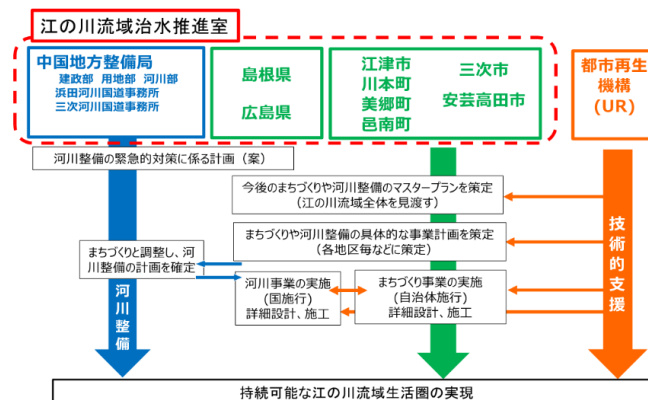 江の川流域治水推進室
中国地方整備局
建政部 用地部 河川部
浜田河川国道事務所
三次河川国道事務所
島根県
広島県
江津市
川本町
美郷町
邑南町
三次市
安芸高田市
都市再生
機構
(UR)
河川整備の緊急的対策に係る計画（案）
今後のまちづくりや河川整備のマスタープランを策定
（江の川流域全体を見渡す）
まちづくりや河川整備の具体的な事業計画を策定
（各地区毎などに策定）
まちづくりと調整し、河
川整備の計画を確定
河川事業の実施
(国施行)
詳細設計、施工
まちづくり事業の実施
(自治体施行)
詳細設計、施工
河川整備
技術的支援
持続可能な江の川流域生活圏の実現